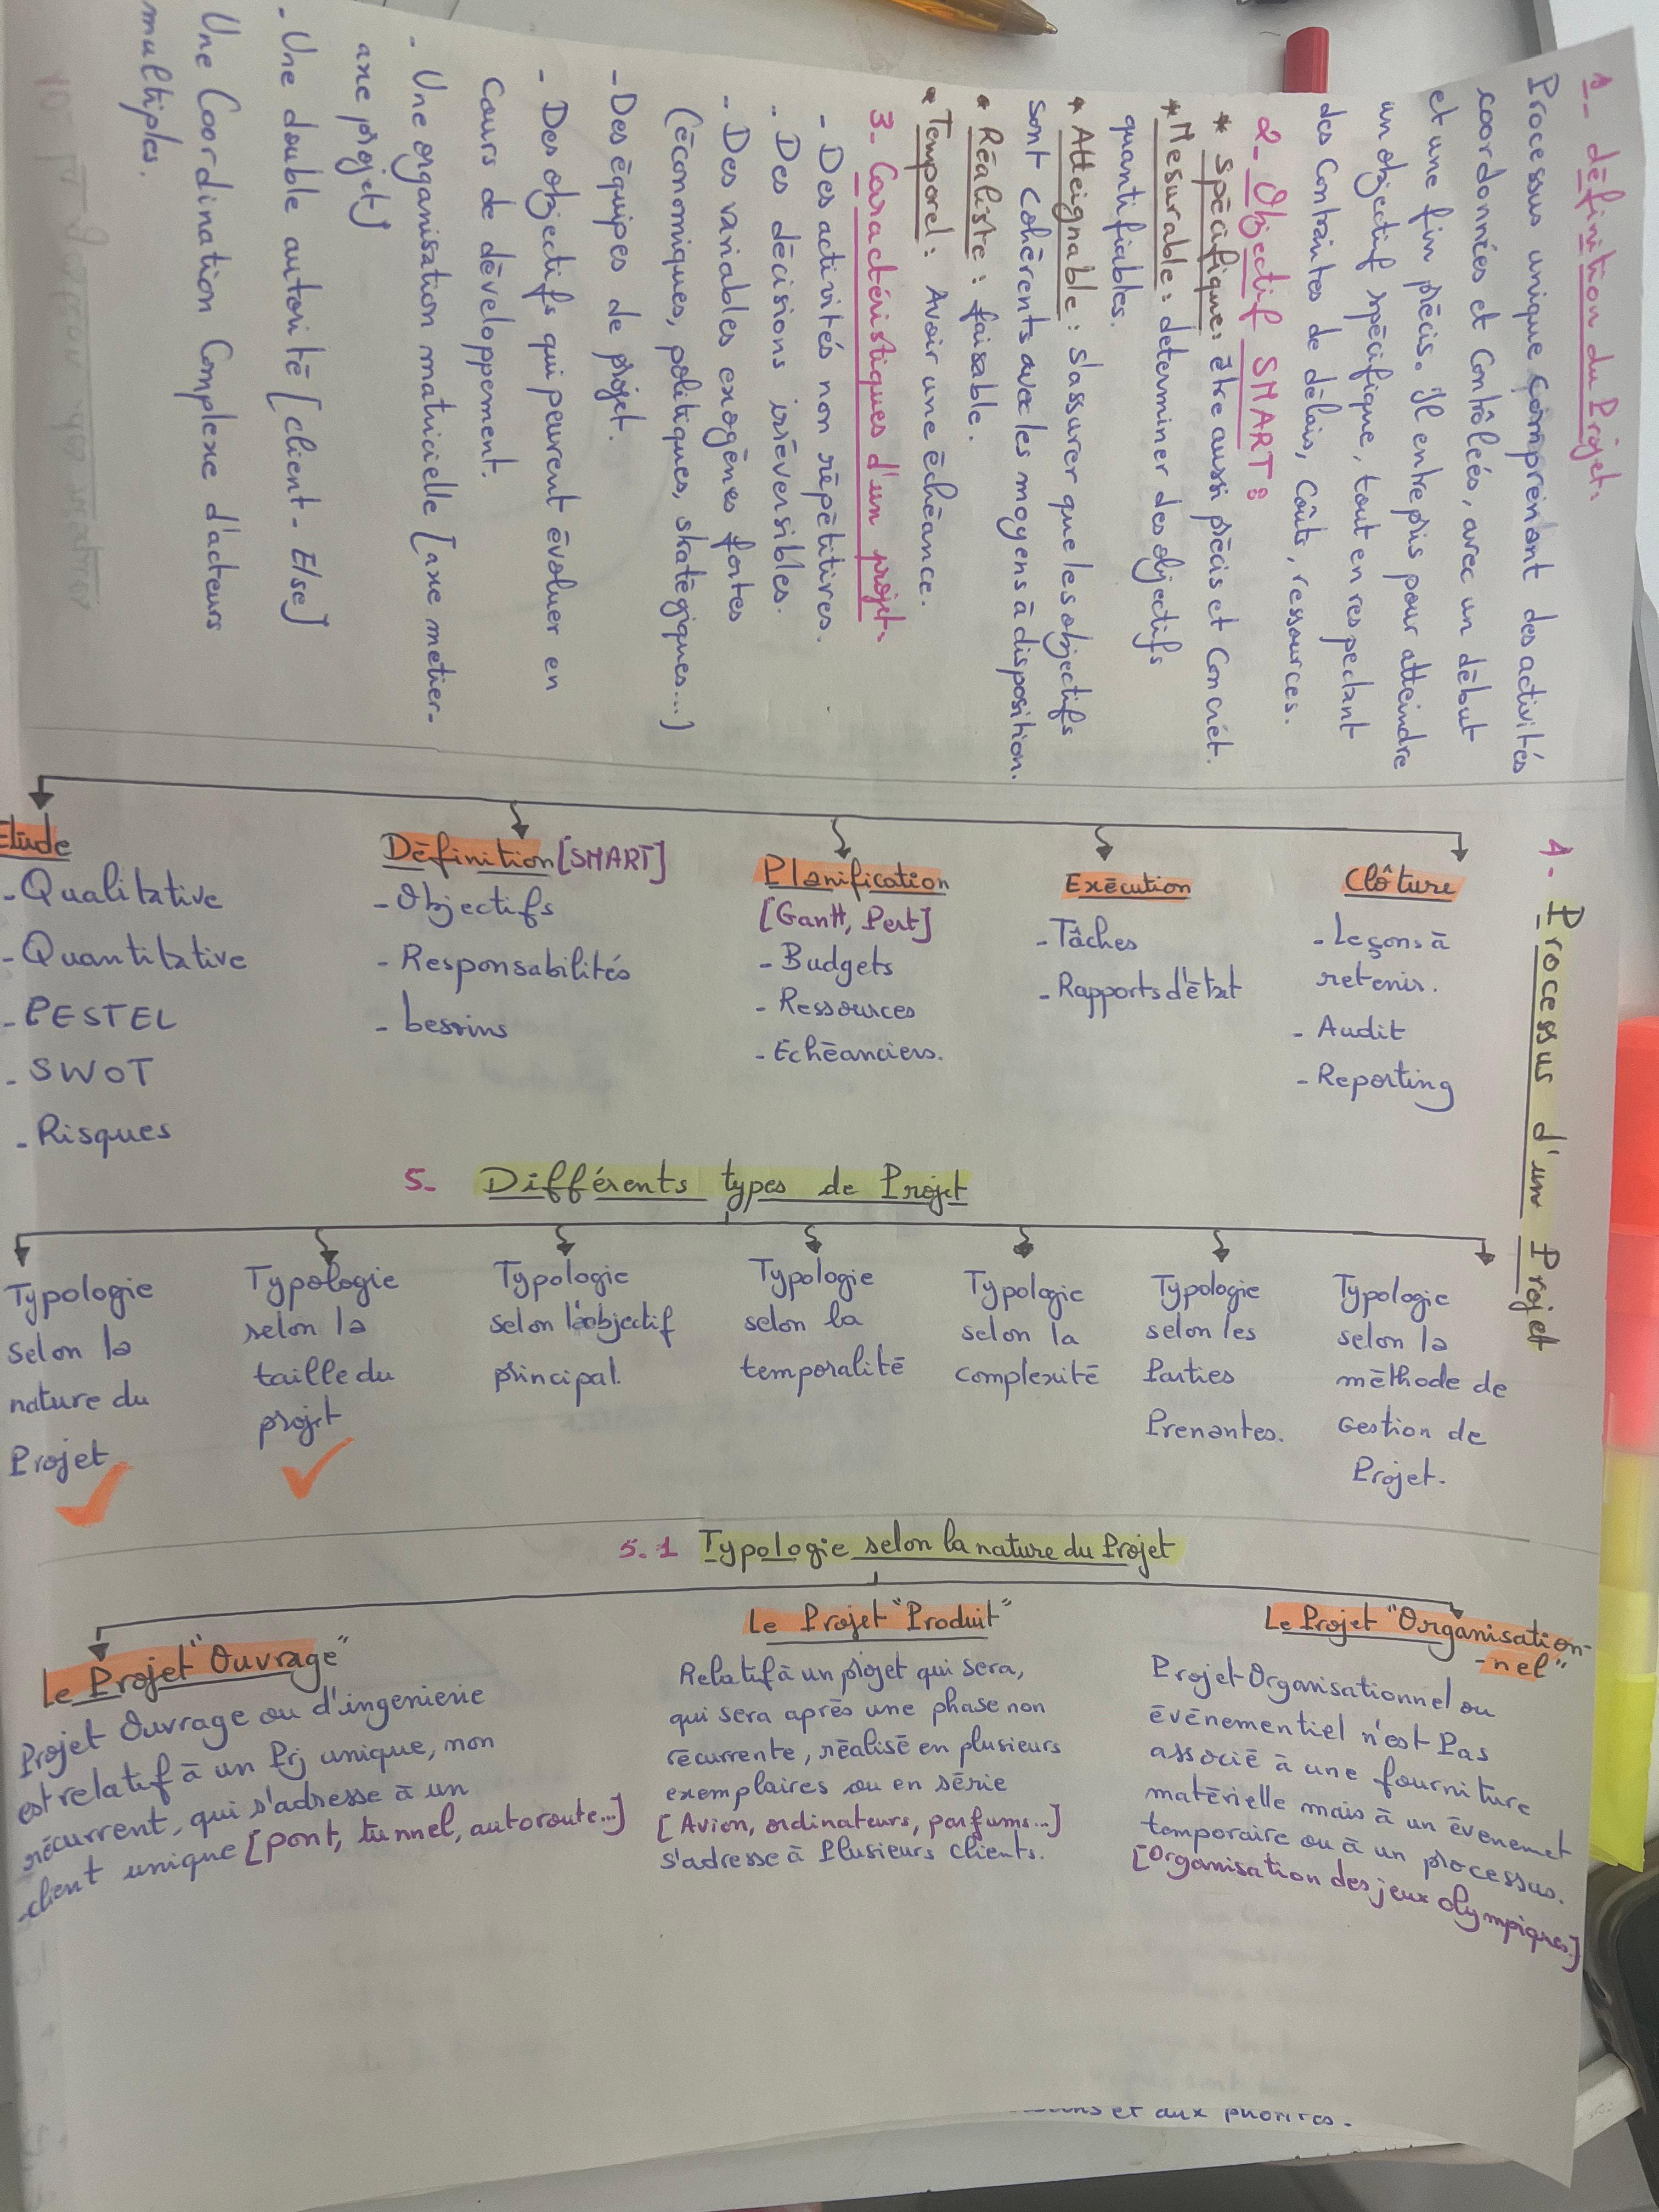 1_ définition du Projet:
Processus unique comprenant des activités
coordonnées et Contrôleés, avec un début
et une fin précis. Il entrepris pour atteindre
un objectif spécifique, tout en respectant
des Contraintes de délais, Coûts, ressources.
2- Objectif SMART:
* Spécifique: être aussi précis et Concrét.
* Mesurable: determiner des objectifs
quantifiables.
* Atteignable: S'assurer que les objectifs
sont Cohérents avec les moyens à disposition.
* Réaliste: faisable.
* Temporel: Avoir une échéance.
3- Caractéristiques d'un projet:
- Des activités non répétitives.
- Des décisions irréversibles.
- Des variables exogènes fortes
(économiques, politiques, stratégiques...)
- Des équipes de projet.
- Des objectifs qui peuvent évoluer en
Cours de développement.
- Une organisation matricielle [axe metier-
axe projet]
- Une double autorité [client - Else]
Une Coordination Complexe d'acteurs
multiples.
1- Processus d'un Projet
Etude
- Qualitative
- Quantitative
- PESTEL
- SWOT
- Risques
Définition [SMART]
- Objectifs
- Responsabilités
- besoins
Planification
[Gantt, Pert]
- Budgets
- Ressources
- Echéanciers.
Exécution
- Tâches
- Rapports d'état
Clôture
- Leçons à
retenir.
- Audit
- Reporting
5- Différents types de Projet
Typologie
selon la
nature du
Projet
Typologie
selon la
taille du
projet
Typologie
selon l'objectif
principal.
Typologie
selon la
temporalité
Typologie
selon la
complexité
Typologie
selon les
Parties
Prenantes.
Typologie
selon la
méthode de
Gestion de
Projet.
5.1 Typologie selon la nature du Projet
Le Projet "Ouvrage"
Projet Ouvrage ou d'ingenierie
est relatif à un Prj unique, non
récurrent, qui s'adresse à un
client unique [pont, tunnel, autoroute...]
Le Projet "Produit"
Relatif à un projet qui sera,
qui sera après une phase non
récurrente, réalisé en plusieurs
exemplaires ou en série
[Avion, ordinateurs, parfums...]
s'adresse à Plusieurs clients.
Le Projet "Organisation-
-nel"
Projet Organisationnel ou
événementiel n'est Pas
associé à une fourniture
matérielle mais à un évenemet
temporaire ou à un processus.
[Organisation des jeux olympiques]
et aux